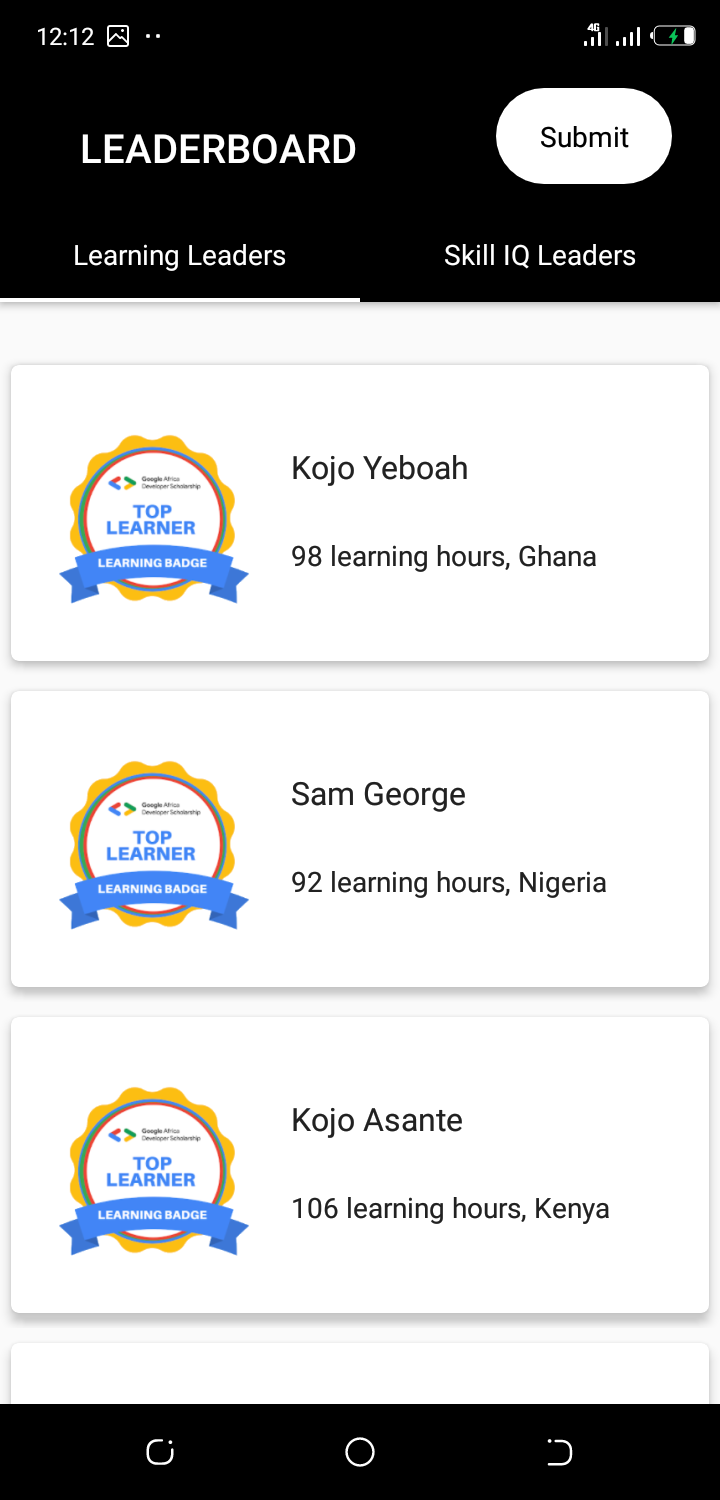 12:12
4G
LEADERBOARD
Submit
Learning Leaders
Skill IQ Leaders
Google Africa
Developer Scholarship
TOP
LEARNER
LEARNING BADGE
Kojo Yeboah
98 learning hours, Ghana
Google Africa
Developer Scholarship
TOP
LEARNER
LEARNING BADGE
Sam George
92 learning hours, Nigeria
Google Africa
Developer Scholarship
TOP
LEARNER
LEARNING BADGE
Kojo Asante
106 learning hours, Kenya